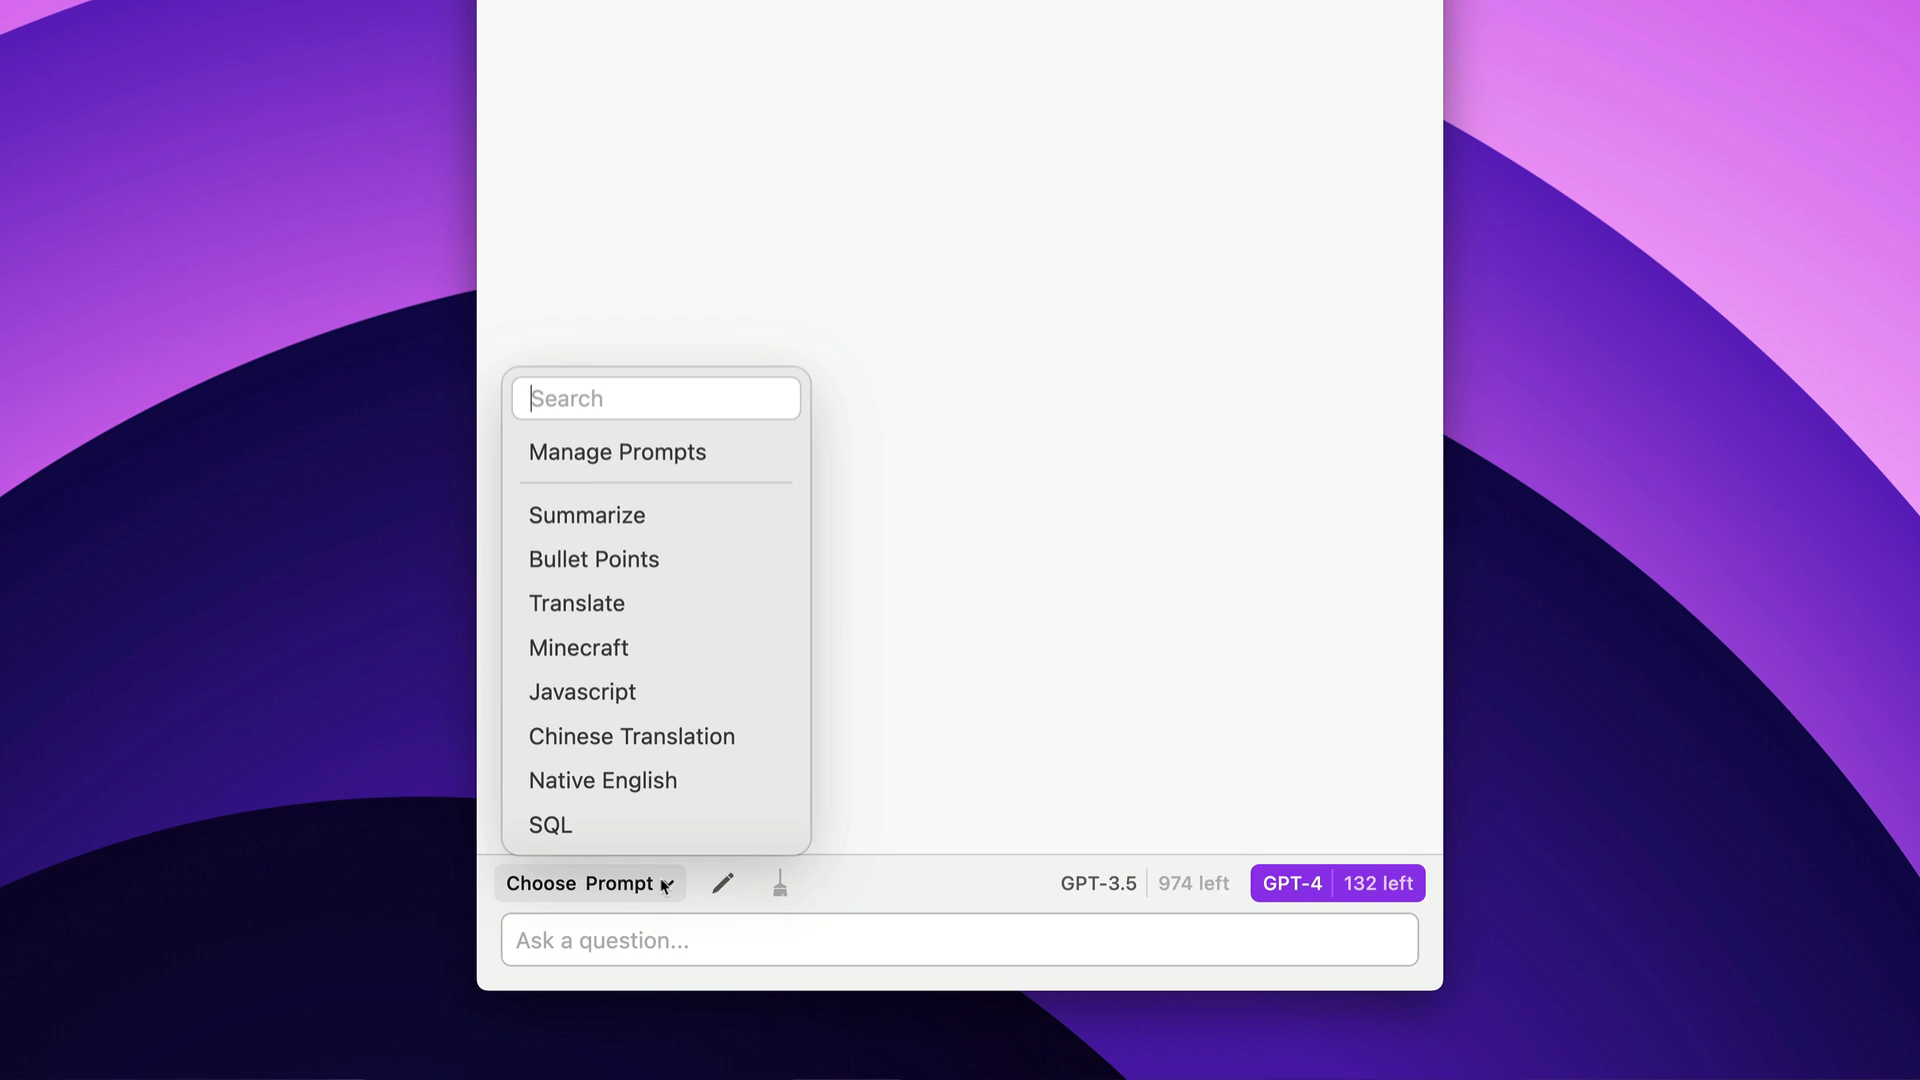 Search
Manage Prompts
Summarize
Bullet Points
Translate
Minecraft
Javascript
Chinese Translation
Native English
SQL
Choose Prompt GPT-3.5 974 left GPT-4 132 left
Ask a question...